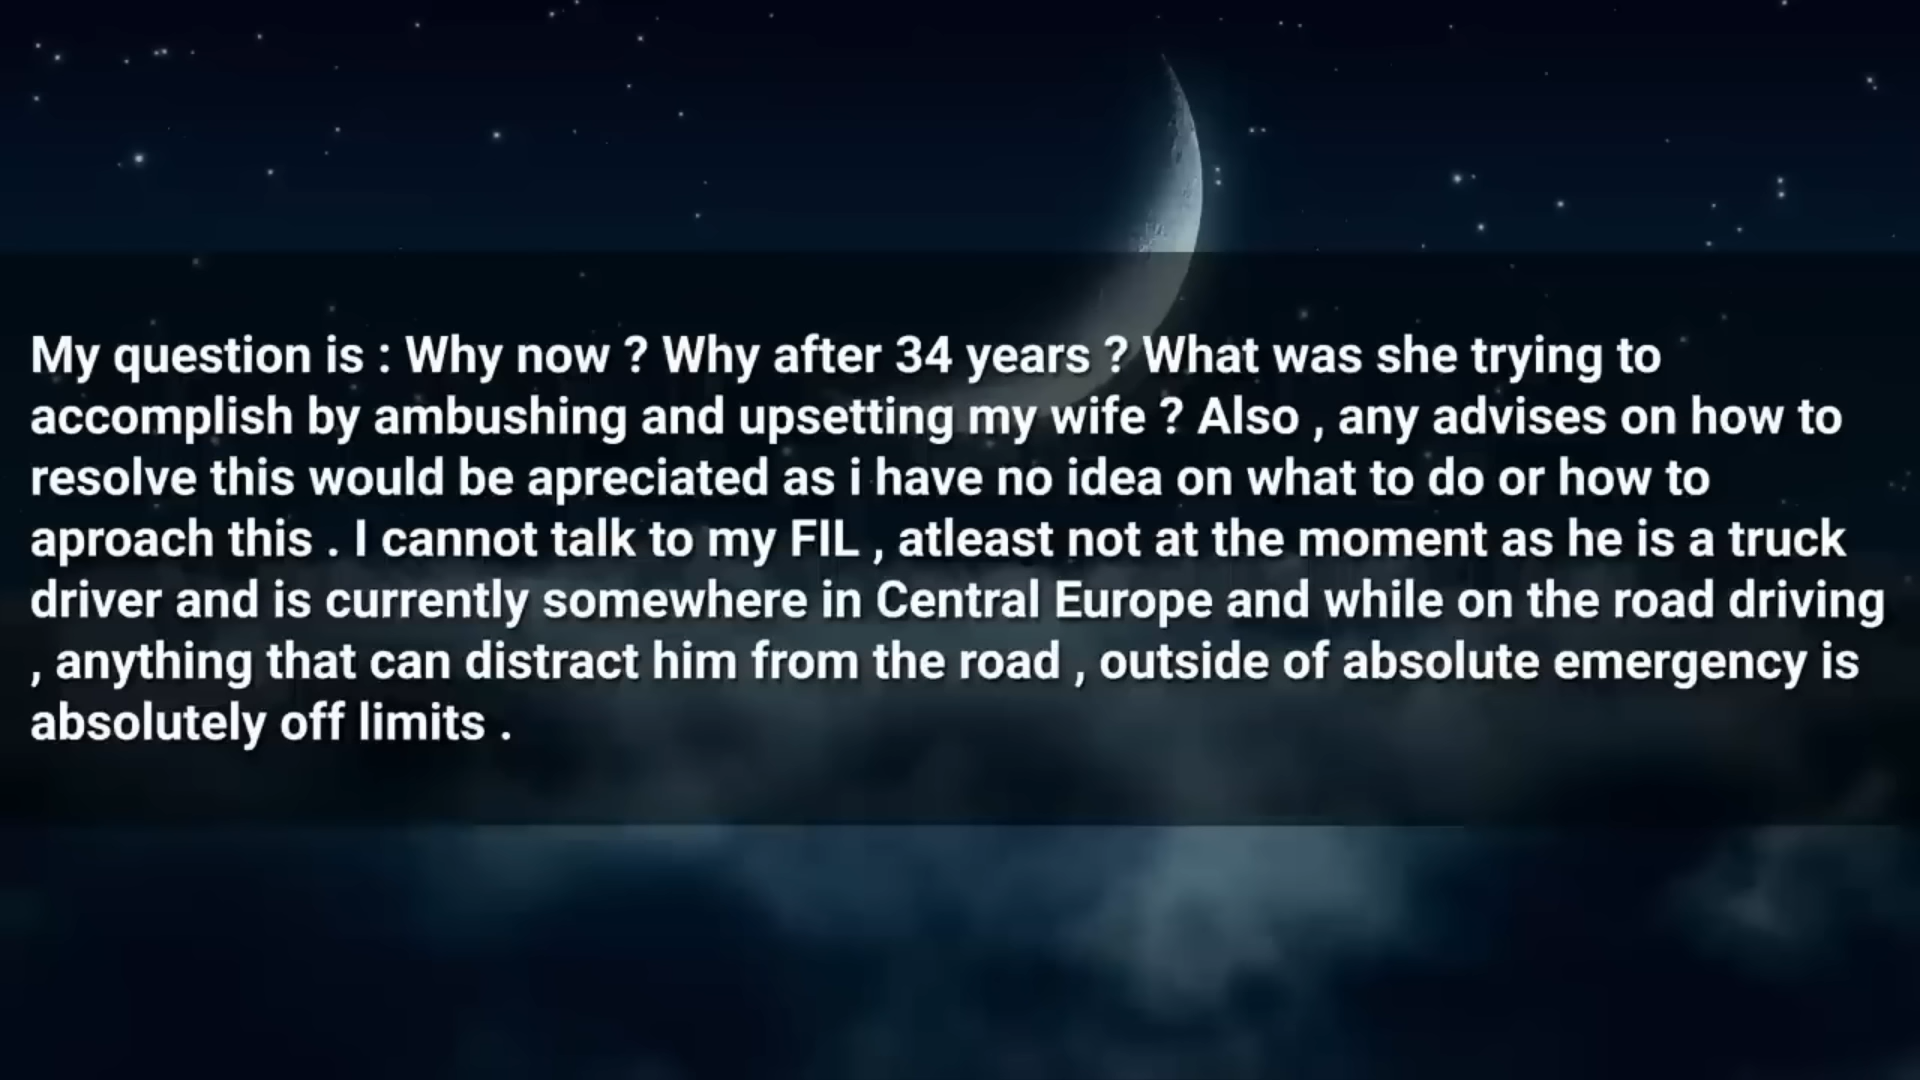 My question is : Why now ? Why after 34 years ? What was she trying to
accomplish by ambushing and upsetting my wife ? Also , any advises on how to
resolve this would be apreciated as i have no idea on what to do or how to
aproach this . I cannot talk to my FIL , atleast not at the moment as he is a truck
driver and is currently somewhere in Central Europe and while on the road driving
, anything that can distract him from the road , outside of absolute emergency is
absolutely off limits .